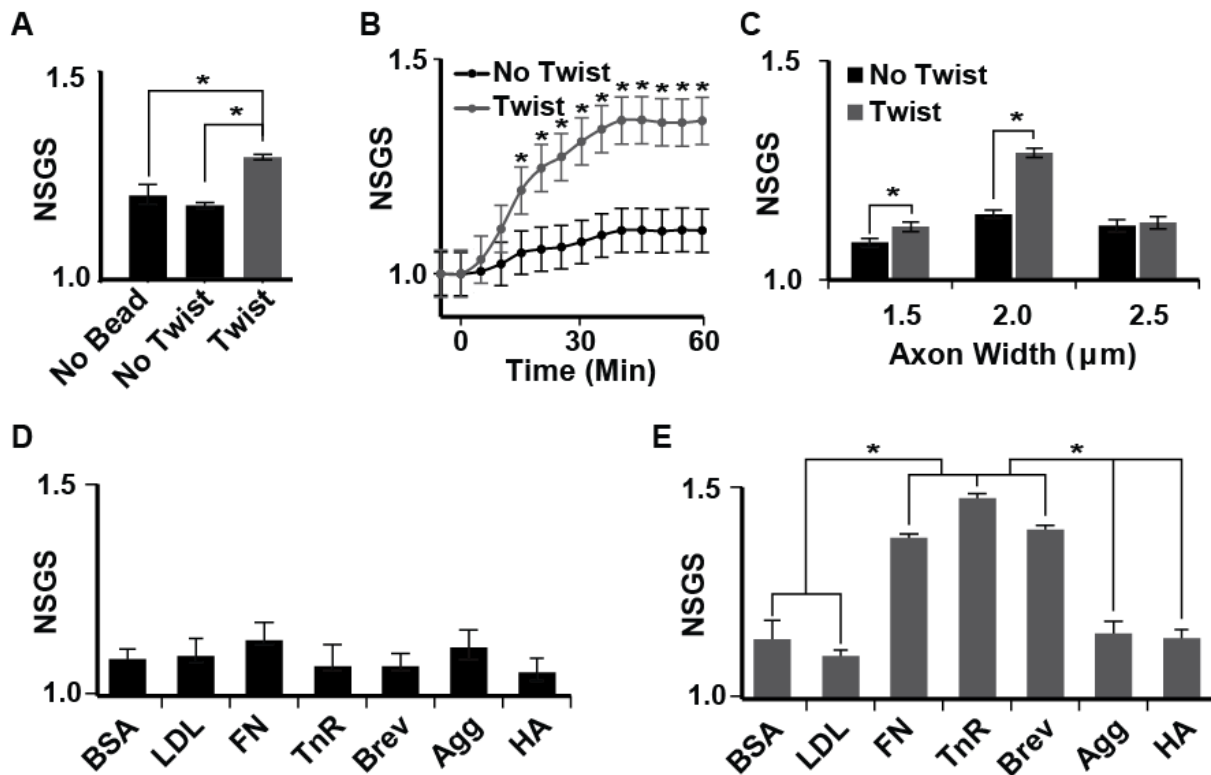 A
1.5
NSGS
1.0
*
*
No Bead
No Twist
Twist
B
1.5
NSGS
1.0
No Twist
Twist
* * * * * * * * * *
0 30 60
Time (Min)
C
1.5
NSGS
1.0
No Twist
Twist
*
*
1.5 2.0 2.5
Axon Width (µm)
D
1.5
NSGS
1.0
BSA
LDL
FN
TnR
Brev
Agg
HA
E
1.5
NSGS
1.0
*
*
BSA
LDL
FN
TnR
Brev
Agg
HA